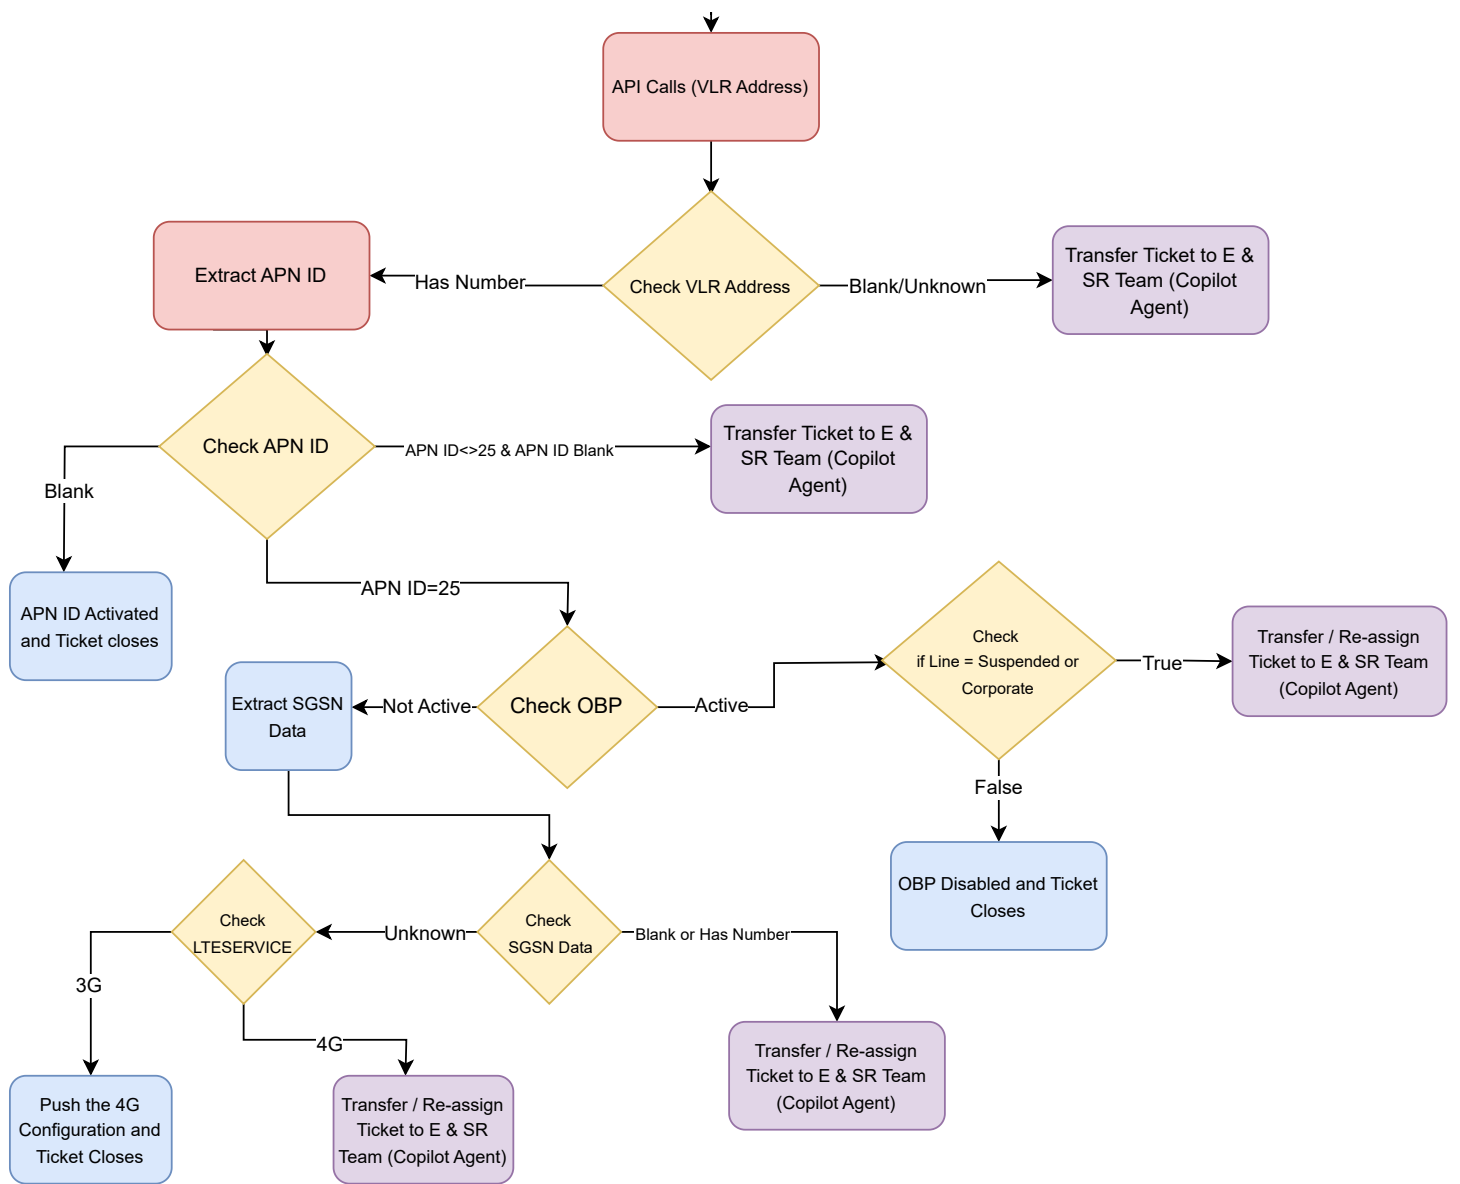 API Calls (VLR Address)
Extract APN ID
Has Number
Check VLR Address
Blank/Unknown
Transfer Ticket to E &
SR Team (Copilot
Agent)
Check APN ID
APN ID<>25 & APN ID Blank
Transfer Ticket to E &
SR Team (Copilot
Agent)
Blank
APN ID Activated
and Ticket closes
APN ID=25
Check OBP
Not Active
Extract SGSN
Data
Active
Check
if Line = Suspended or
Corporate
True
Transfer / Re-assign
Ticket to E & SR Team
(Copilot Agent)
False
OBP Disabled and Ticket
Closes
Check
SGSN Data
Unknown
Check
LTESERVICE
Blank or Has Number
Transfer / Re-assign
Ticket to E & SR Team
(Copilot Agent)
3G
4G
Push the 4G
Configuration and
Ticket Closes
Transfer / Re-assign
Ticket to E & SR
Team (Copilot Agent)